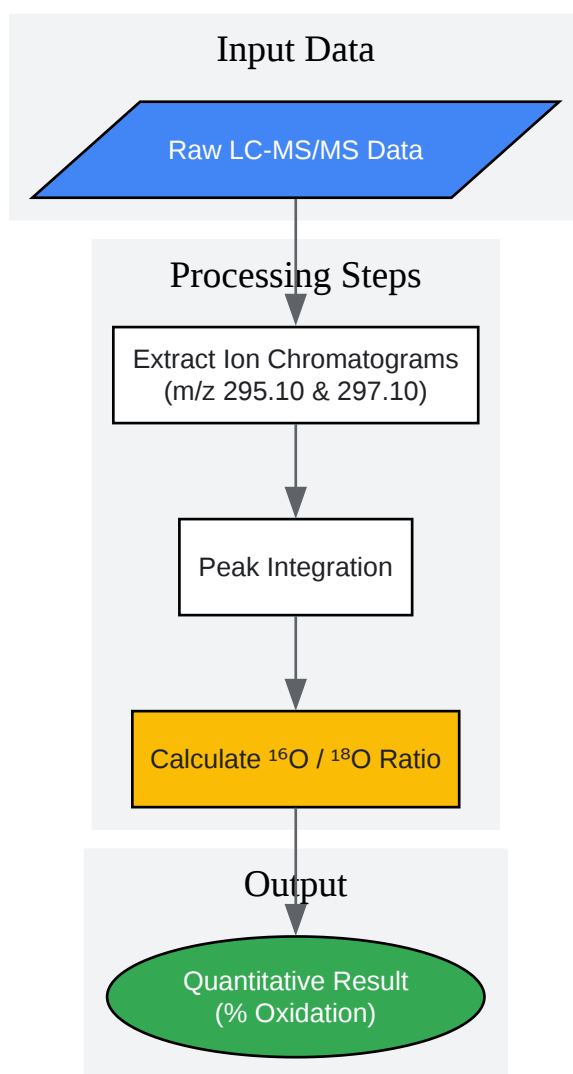 Input Data
Raw LC-MS/MS Data
Processing Steps
Extract Ion Chromatograms
(m/z 295.10 & 297.10)
Peak Integration
Calculate ¹⁶O / ¹⁸O Ratio
Output
Quantitative Result
(% Oxidation)